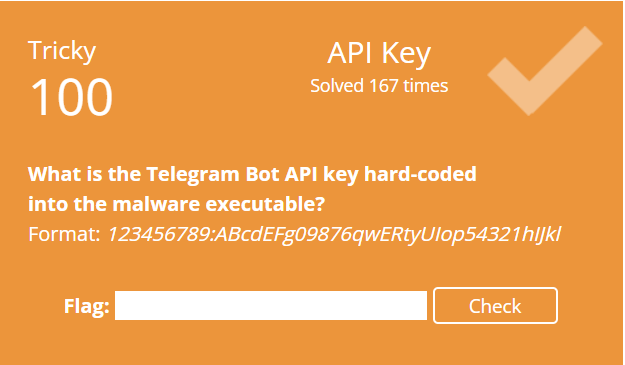 Tricky
100
API Key
Solved 167 times
What is the Telegram Bot API key hard-coded
into the malware executable?
Format: 123456789:ABcdEFg09876qwERtyUIop54321hIJkl
Flag:
Check